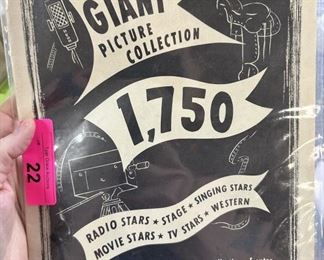 GIANT
PICTURE
COLLECTION
1,750
RADIO STARS ★ STAGE ★ SINGING STARS
MOVIE STARS ★ TV STARS ★ WESTERN
22